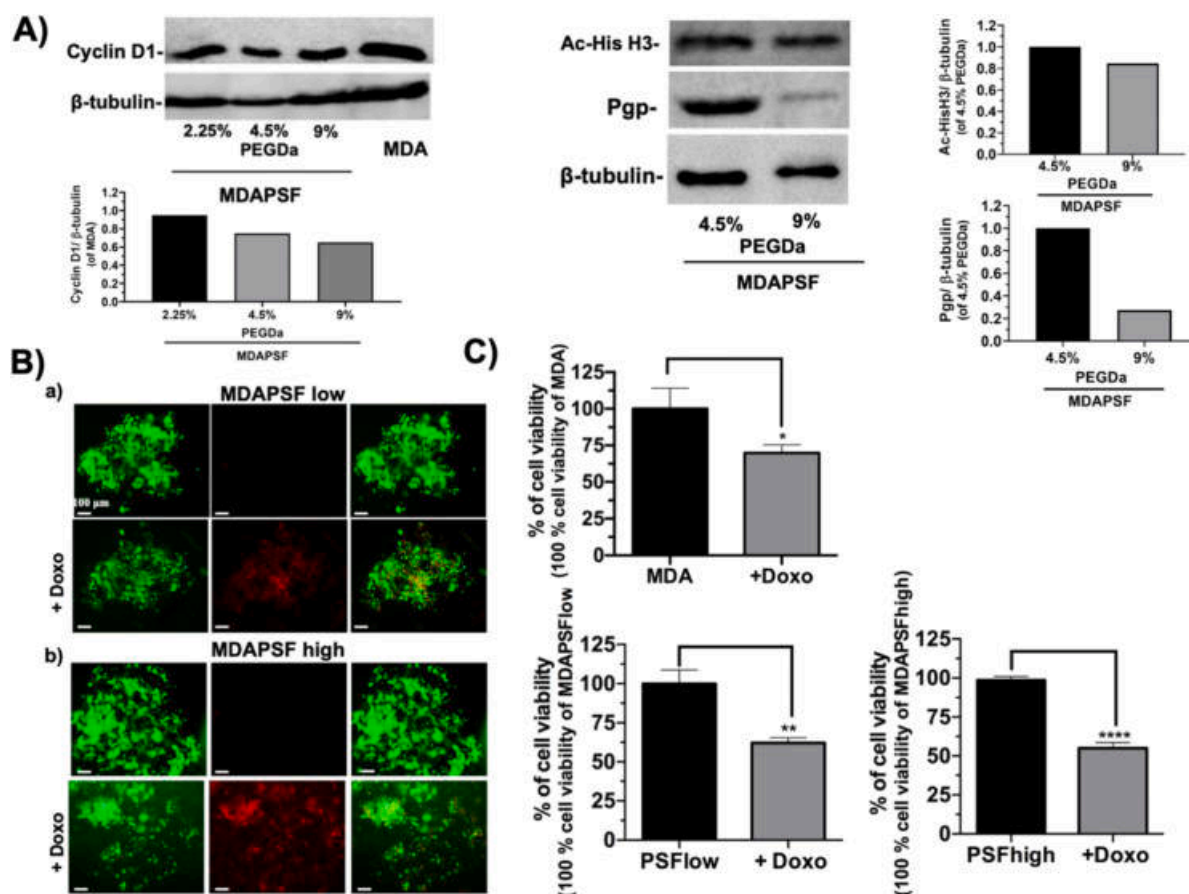 A)
Cyclin D1-
β-tubulin-
2.25% 4.5% 9%
PEGDa
MDA
MDAPSF
Cyclin D1/ β-tubulin
(of MDA)
1.2
1.0
0.8
0.6
0.4
0.2
0.0
2.25% 4.5% 9%
PEGDa
MDAPSF
Ac-His H3-
Pgp-
β-tubulin-
4.5% 9%
PEGDa
MDAPSF
Ac-HisH3/ β-tubulin
(of 4.5% PEGDa)
1.2
1.0
0.8
0.6
0.4
0.2
0.0
4.5% 9%
PEGDa
MDAPSF
Pgp/ β-tubulin
(of 4.5% PEGDa)
1.2
1.0
0.8
0.6
0.4
0.2
0.0
4.5% 9%
PEGDa
MDAPSF
B)
a)
MDAPSF low
100 μm
+ Doxo
b)
MDAPSF high
+ Doxo
C)
% of cell viability
(100 % cell viability of MDA)
125
100
75
50
25
0
*
MDA +Doxo
% of cell viability
(100 % cell viability of MDAPSFlow)
125
100
75
50
25
0
**
PSFlow + Doxo
% of cell viability
(100 % cell viability of MDAPSFhigh)
125
100
75
50
25
0
****
PSFhigh +Doxo